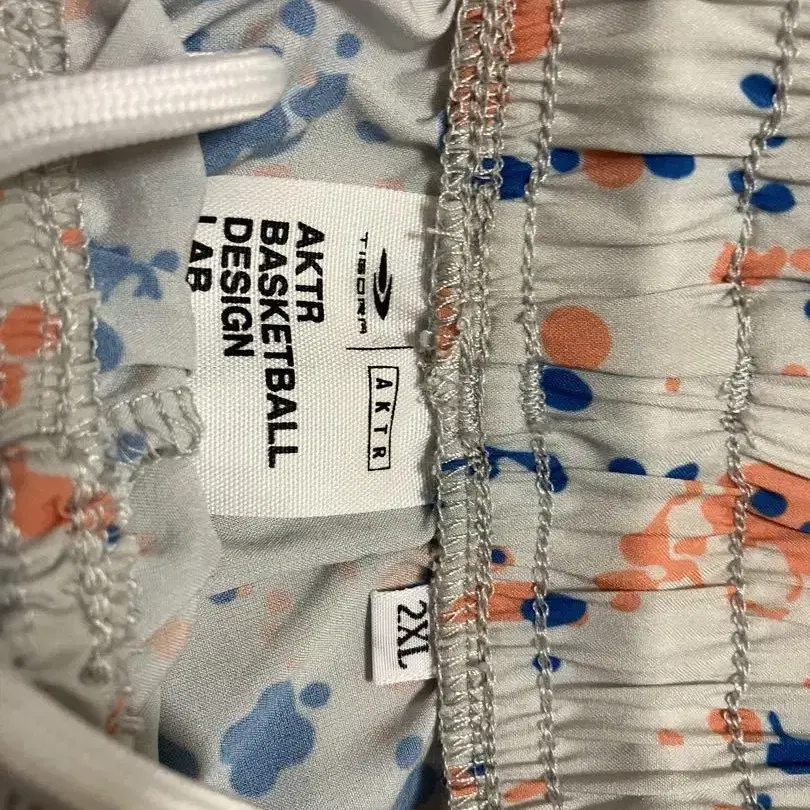 TIGORA
AKTR
AKTR
BASKETBALL
DESIGN
LAB
2XL